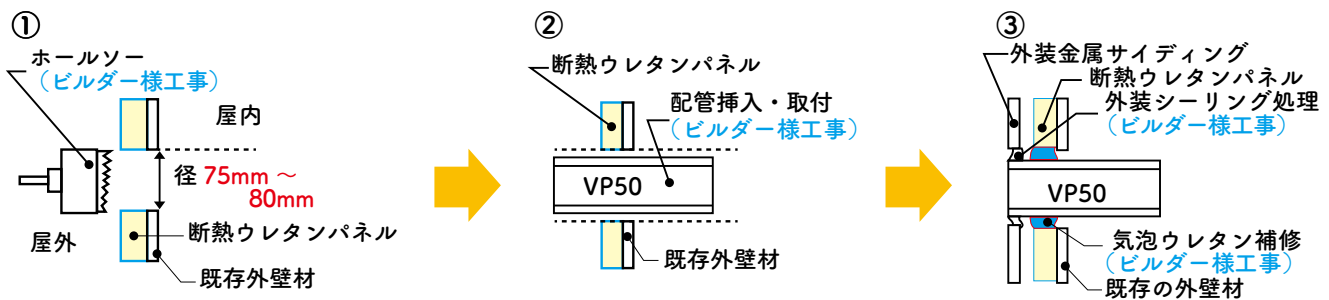 ①
ホールソー
（ビルダー様工事）
屋内
径 75mm ～
80mm
屋外
断熱ウレタンパネル
既存外壁材
②
断熱ウレタンパネル
配管挿入・取付
（ビルダー様工事）
VP50
既存外壁材
③
外装金属サイディング
断熱ウレタンパネル
外装シーリング処理
（ビルダー様工事）
VP50
気泡ウレタン補修
（ビルダー様工事）
既存の外壁材